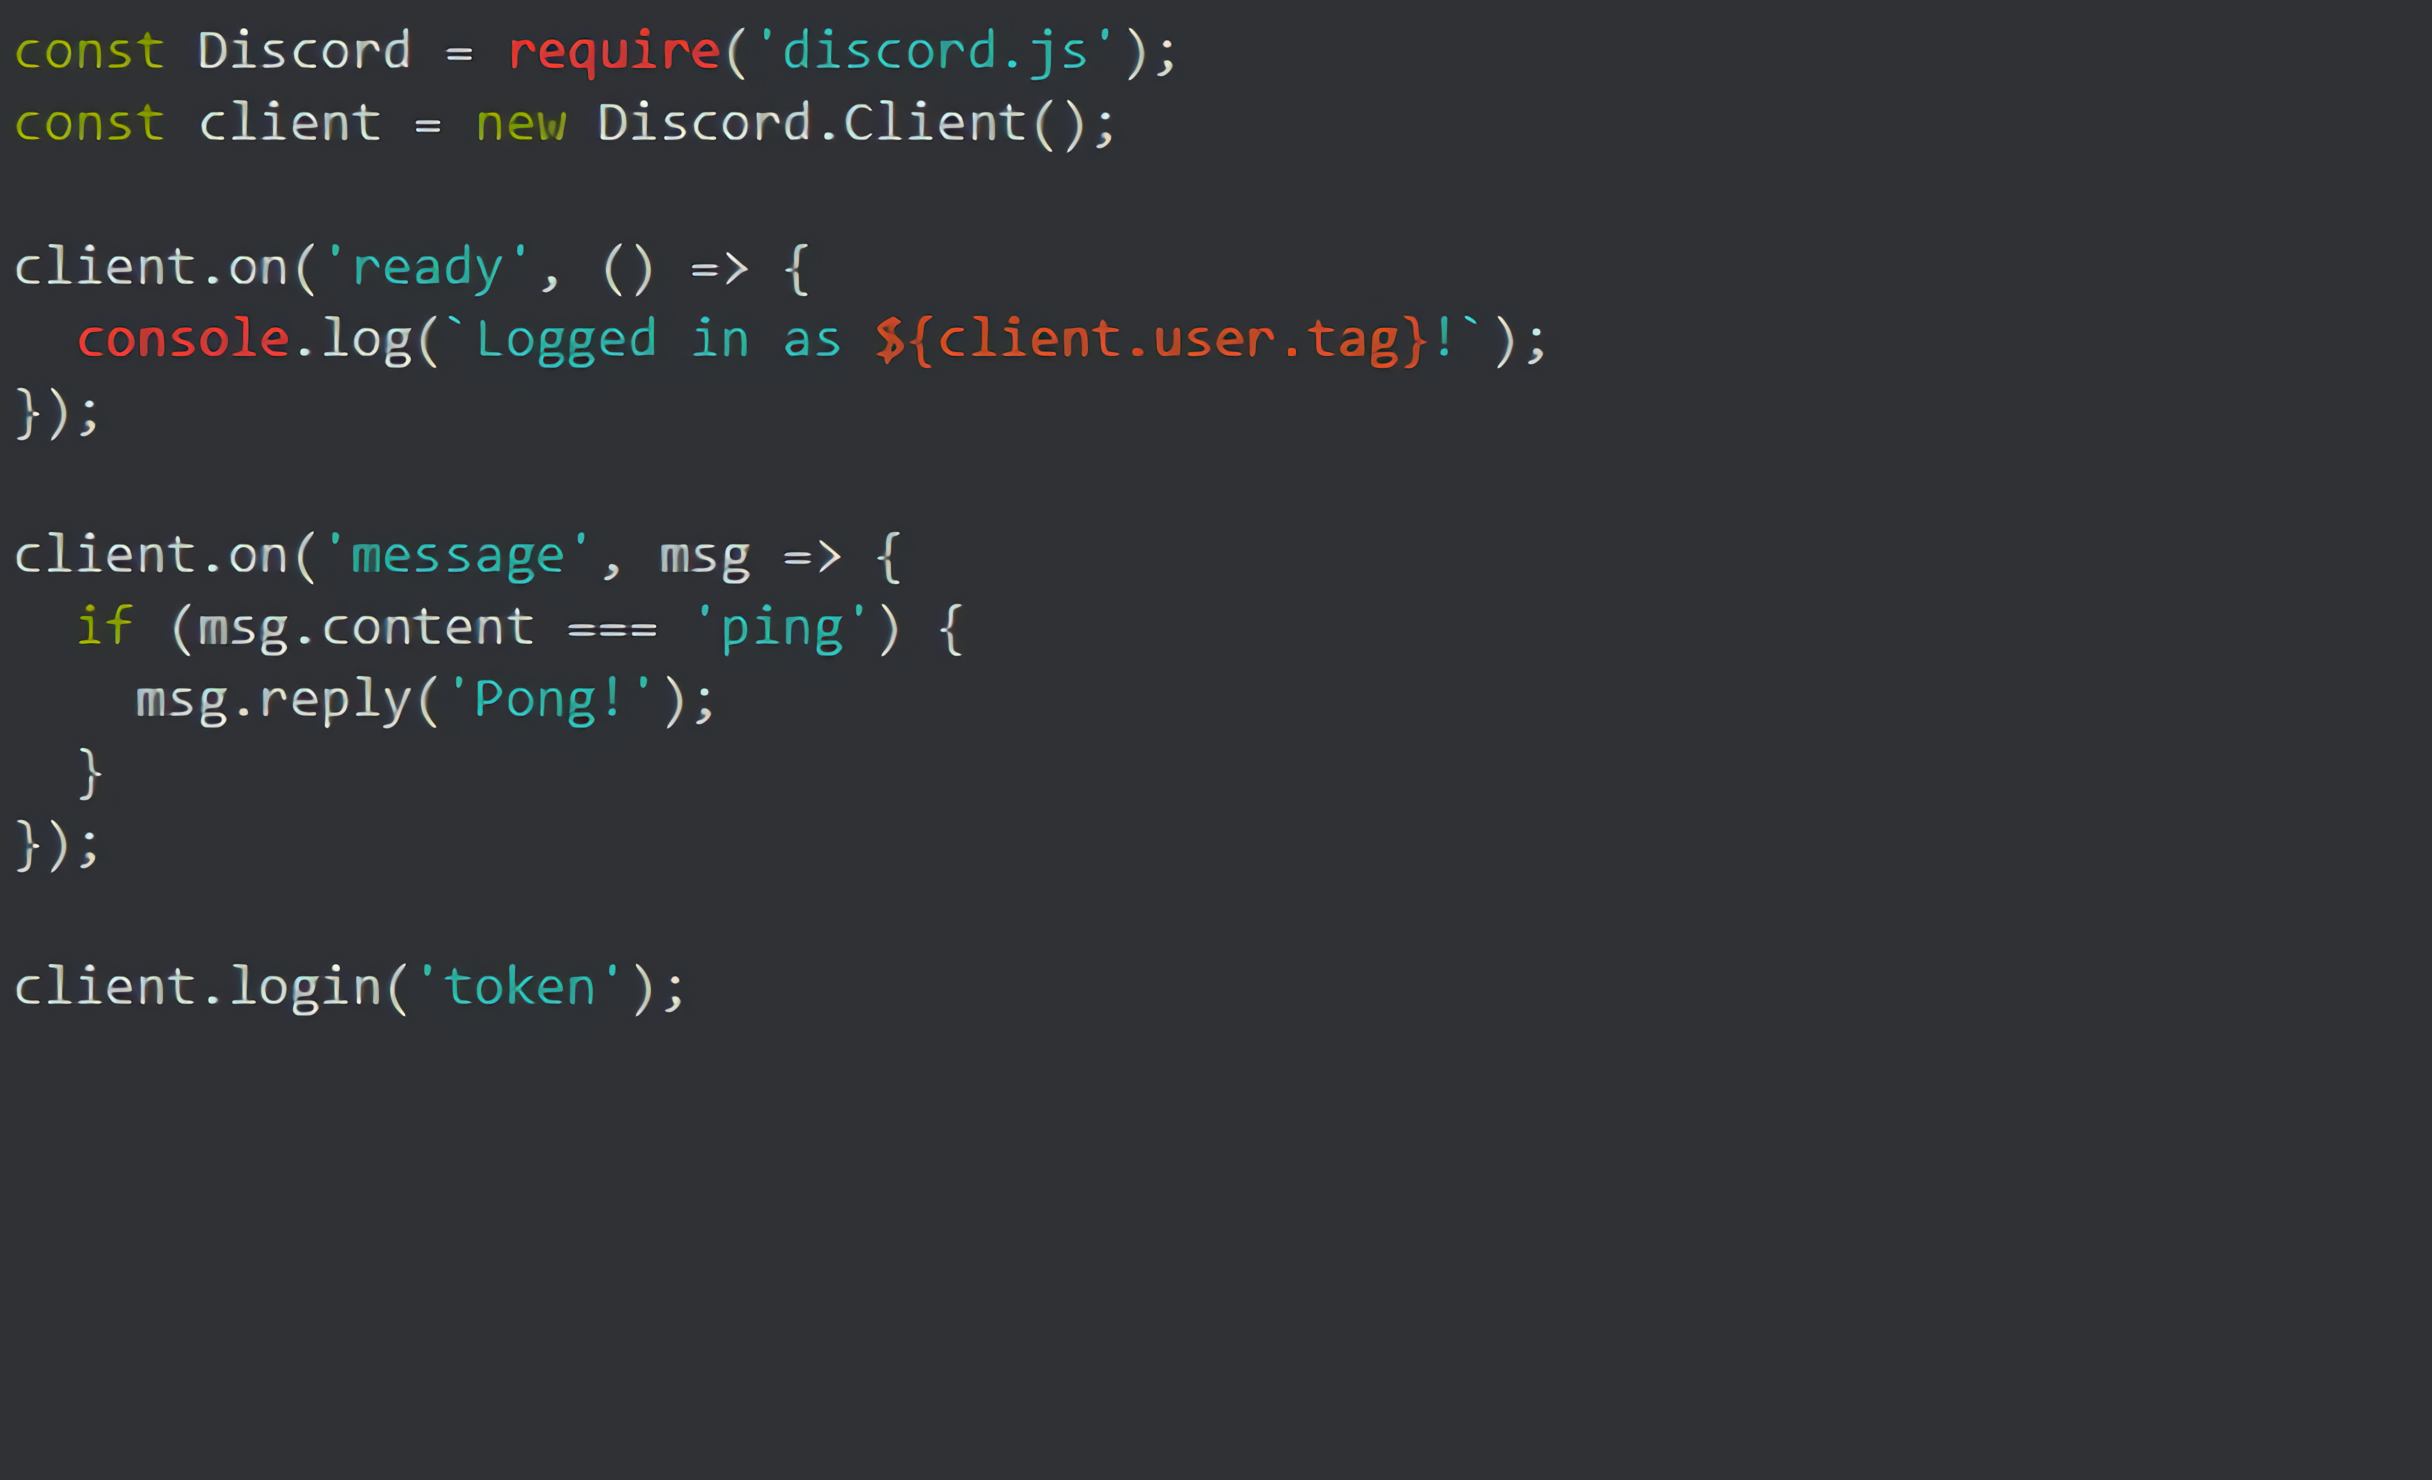 const Discord = require('discord.js');
const client = new Discord.Client();

client.on('ready', () => {
  console.log(`Logged in as ${client.user.tag}!`);
});

client.on('message', msg => {
  if (msg.content === 'ping') {
    msg.reply('Pong!');
  }
});

client.login('token');